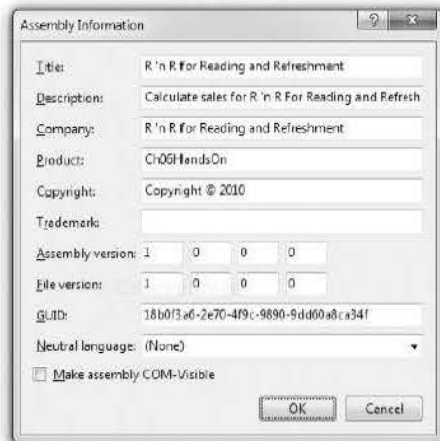 Assembly Information
Title: R 'n R for Reading and Refreshment
Description: Calculate sales for R 'n R For Reading and Refresh
Company: R 'n R for Reading and Refreshment
Product: Ch06HandsOn
Copyright: Copyright © 2010
Trademark:
Assembly version: 1 0 0 0
File version: 1 0 0 0
GUID: 18b0f3a6-2e70-4f9c-9890-9dd60a8ca34f
Neutral language: (None)
Make assembly COM-Visible
OK Cancel